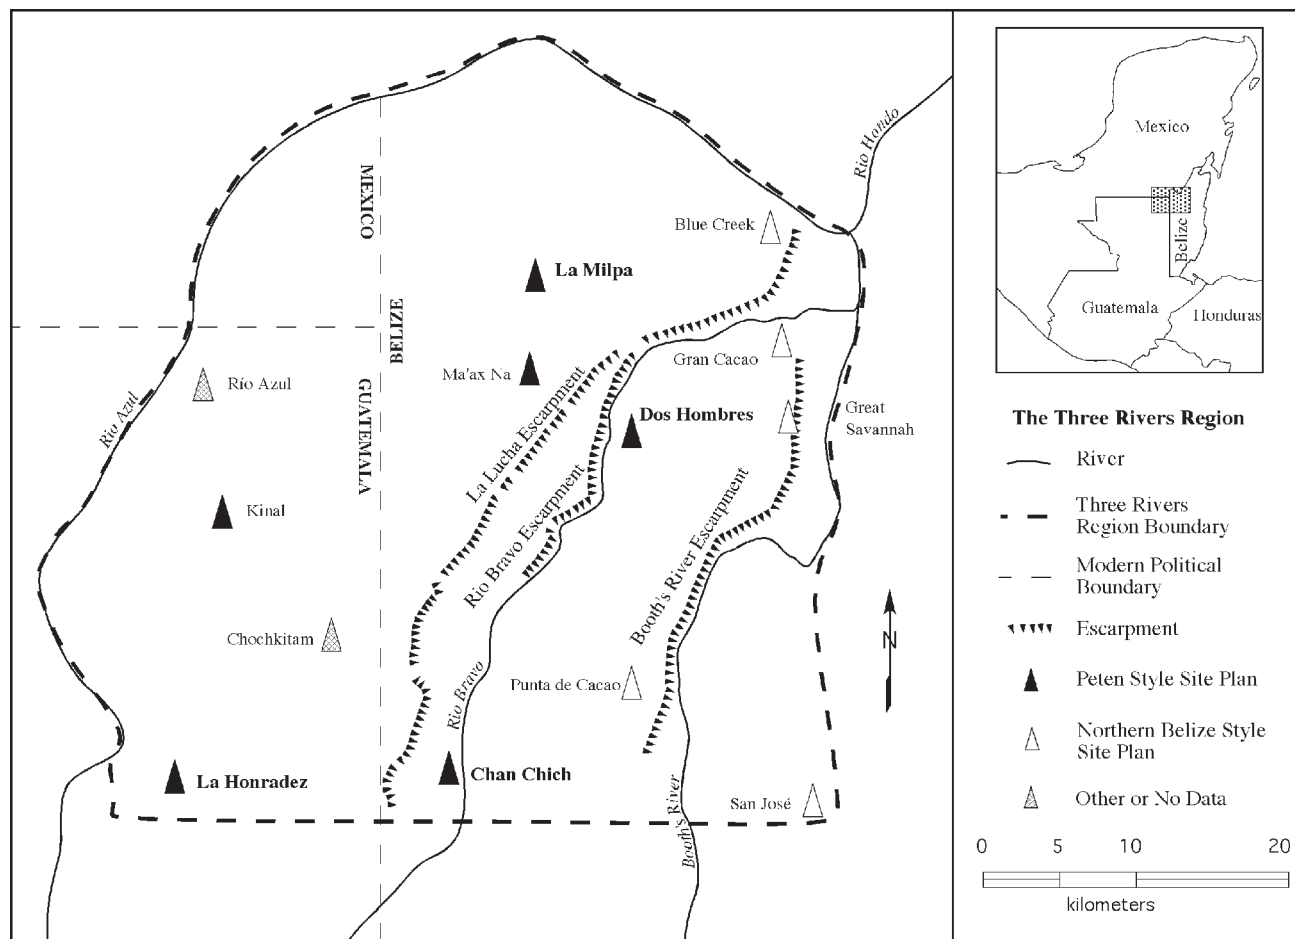 Rio Hondo
MEXICO
Blue Creek
La Milpa
BELIZE
Gran Cacao
Ma'ax Na
Río Azul
Rio Azul
GUATEMALA
La Lucha Escarpment
Dos Hombres
Great
Savannah
Kinal
Rio Bravo Escarpment
Booth's River Escarpment
Chochkitam
Punta de Cacao
Rio Bravo
La Honradez
Chan Chich
San José
Booth's River
N
Mexico
Belize
Guatemala
Honduras
The Three Rivers Region
River
Three Rivers
Region Boundary
Modern Political
Boundary
Escarpment
Peten Style Site Plan
Northern Belize Style
Site Plan
Other or No Data
0 5 10 20
kilometers